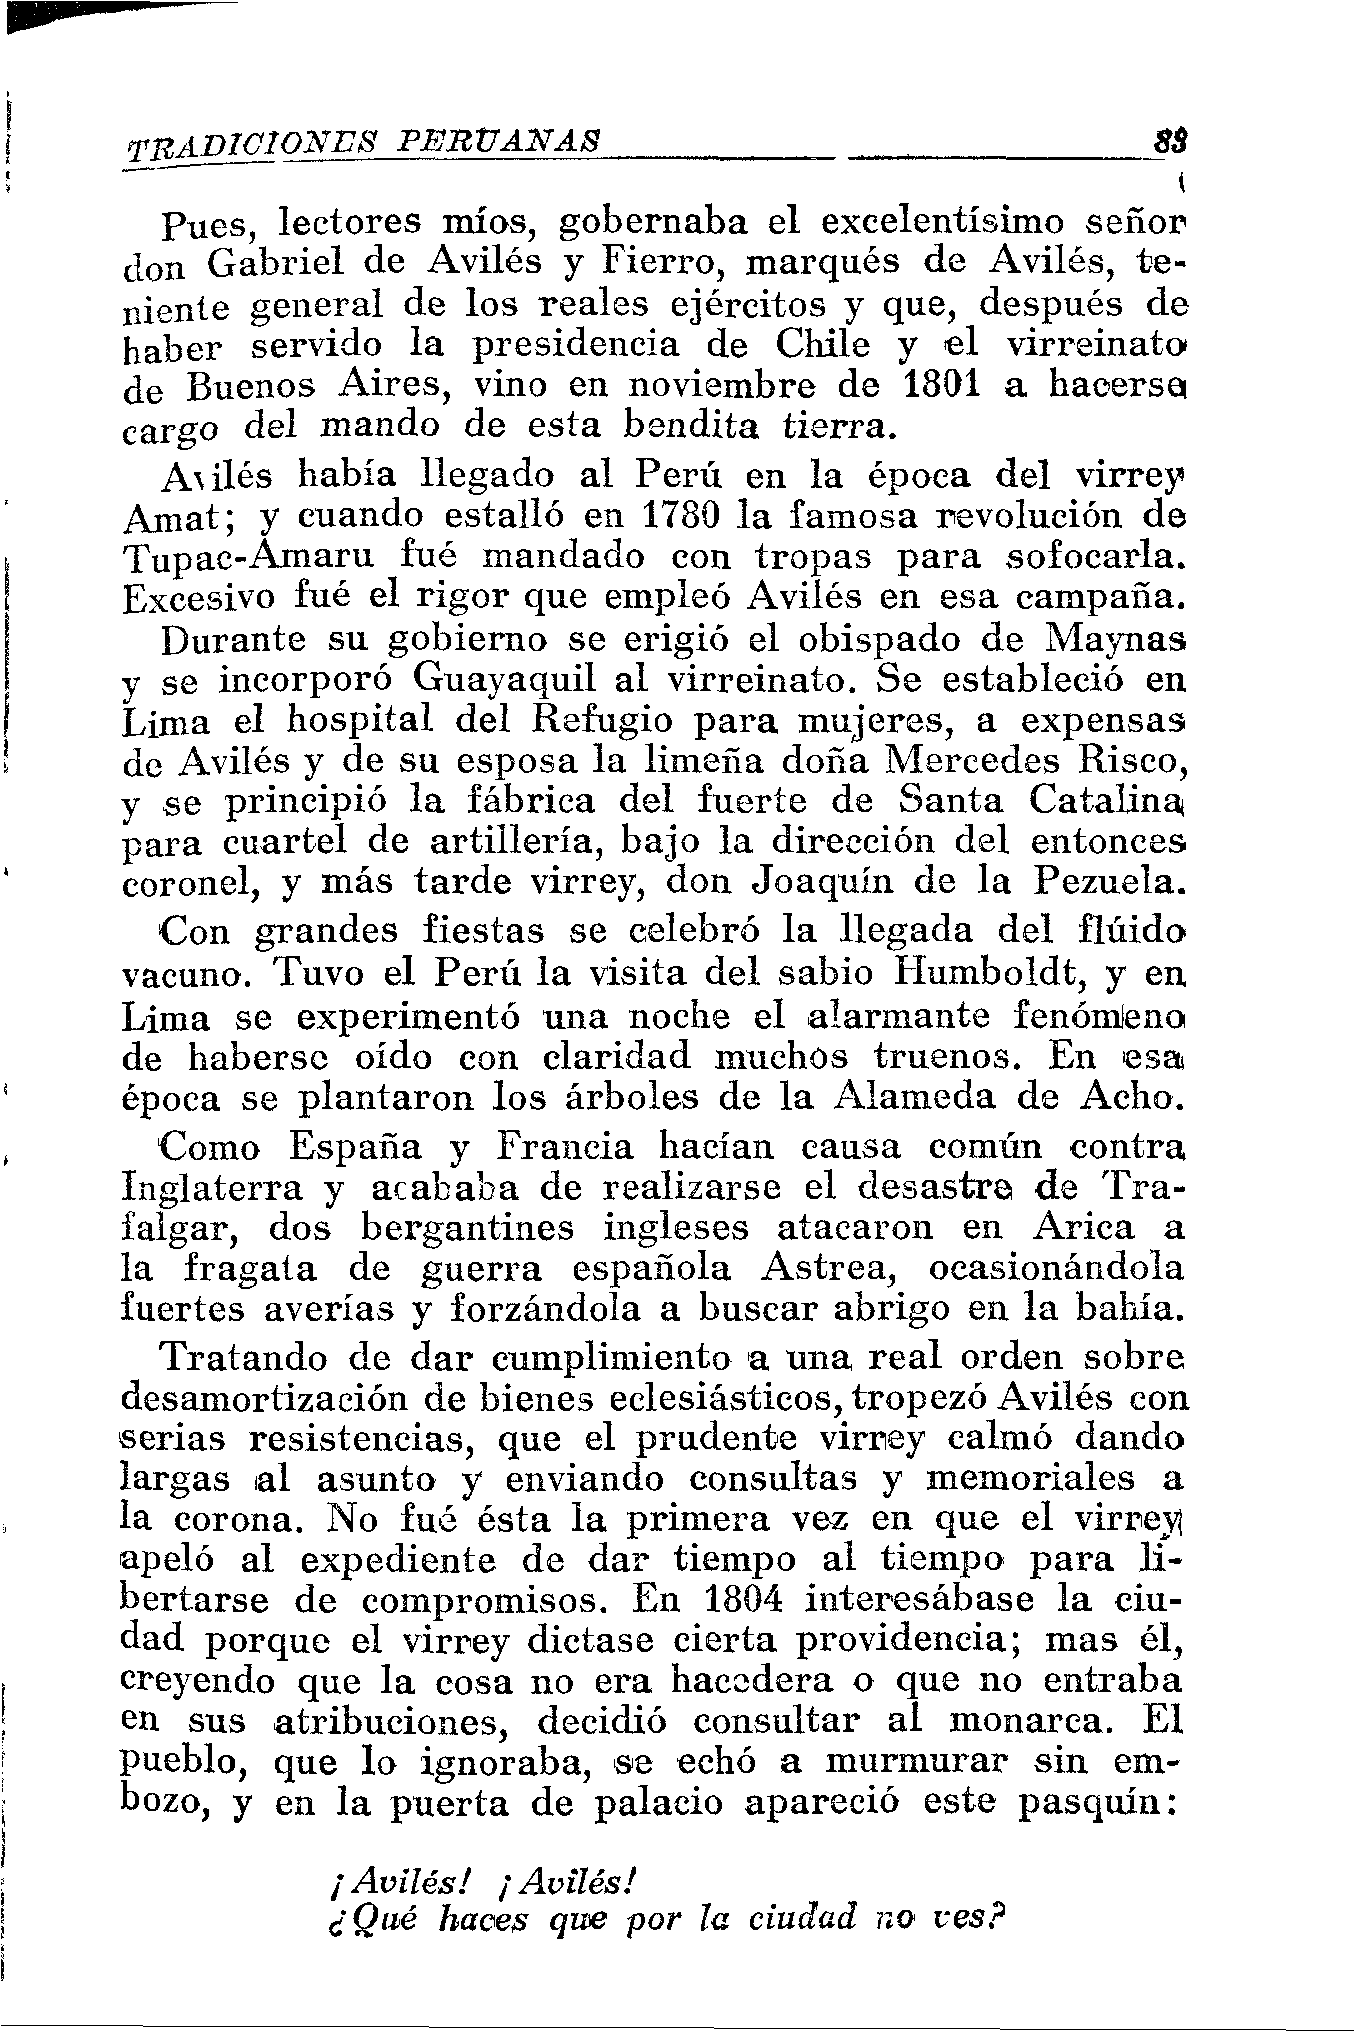 TRADICIONES PERUANAS 83
Pues, lectores míos, gobernaba el excelentísimo señor
don Gabriel de Avilés y Fierro, marqués de Avilés, te-
niente general de los reales ejércitos y que, después de
haber servido la presidencia de Chile y el virreinato
de Buenos Aires, vino en noviembre de 1801 a hacerse
cargo del mando de esta bendita tierra.
Avilés había llegado al Perú en la época del virrey
Amat; y cuando estalló en 1780 la famosa revolución de
Tupac-Amaru fué mandado con tropas para sofocarla.
Excesivo fué el rigor que empleó Avilés en esa campaña.
Durante su gobierno se erigió el obispado de Maynas
y se incorporó Guayaquil al virreinato. Se estableció en
Lima el hospital del Refugio para mujeres, a expensas
de Avilés y de su esposa la limeña doña Mercedes Risco,
y se principió la fábrica del fuerte de Santa Catalina
para cuartel de artillería, bajo la dirección del entonces
coronel, y más tarde virrey, don Joaquín de la Pezuela.
Con grandes fiestas se celebró la llegada del flúido
vacuno. Tuvo el Perú la visita del sabio Humboldt, y en
Lima se experimentó una noche el alarmante fenómeno
de haberse oído con claridad muchos truenos. En esa
época se plantaron los árboles de la Alameda de Acho.
Como España y Francia hacían causa común contra
Inglaterra y acababa de realizarse el desastre de Tra-
falgar, dos bergantines ingleses atacaron en Arica a
la fragata de guerra española Astrea, ocasionándola
fuertes averías y forzándola a buscar abrigo en la bahía.
Tratando de dar cumplimiento a una real orden sobre
desamortización de bienes eclesiásticos, tropezó Avilés con
serias resistencias, que el prudente virrey calmó dando
largas al asunto y enviando consultas y memoriales a
la corona. No fué ésta la primera vez en que el virrey
apeló al expediente de dar tiempo al tiempo para li-
bertarse de compromisos. En 1804 interesábase la ciu-
dad porque el virrey dictase cierta providencia; mas él,
creyendo que la cosa no era hacedera o que no entraba
en sus atribuciones, decidió consultar al monarca. El
pueblo, que lo ignoraba, se echó a murmurar sin em-
bozo, y en la puerta de palacio apareció este pasquín:
¡Avilés! ¡Avilés!
¿Qué haces que por la ciudad no ves?